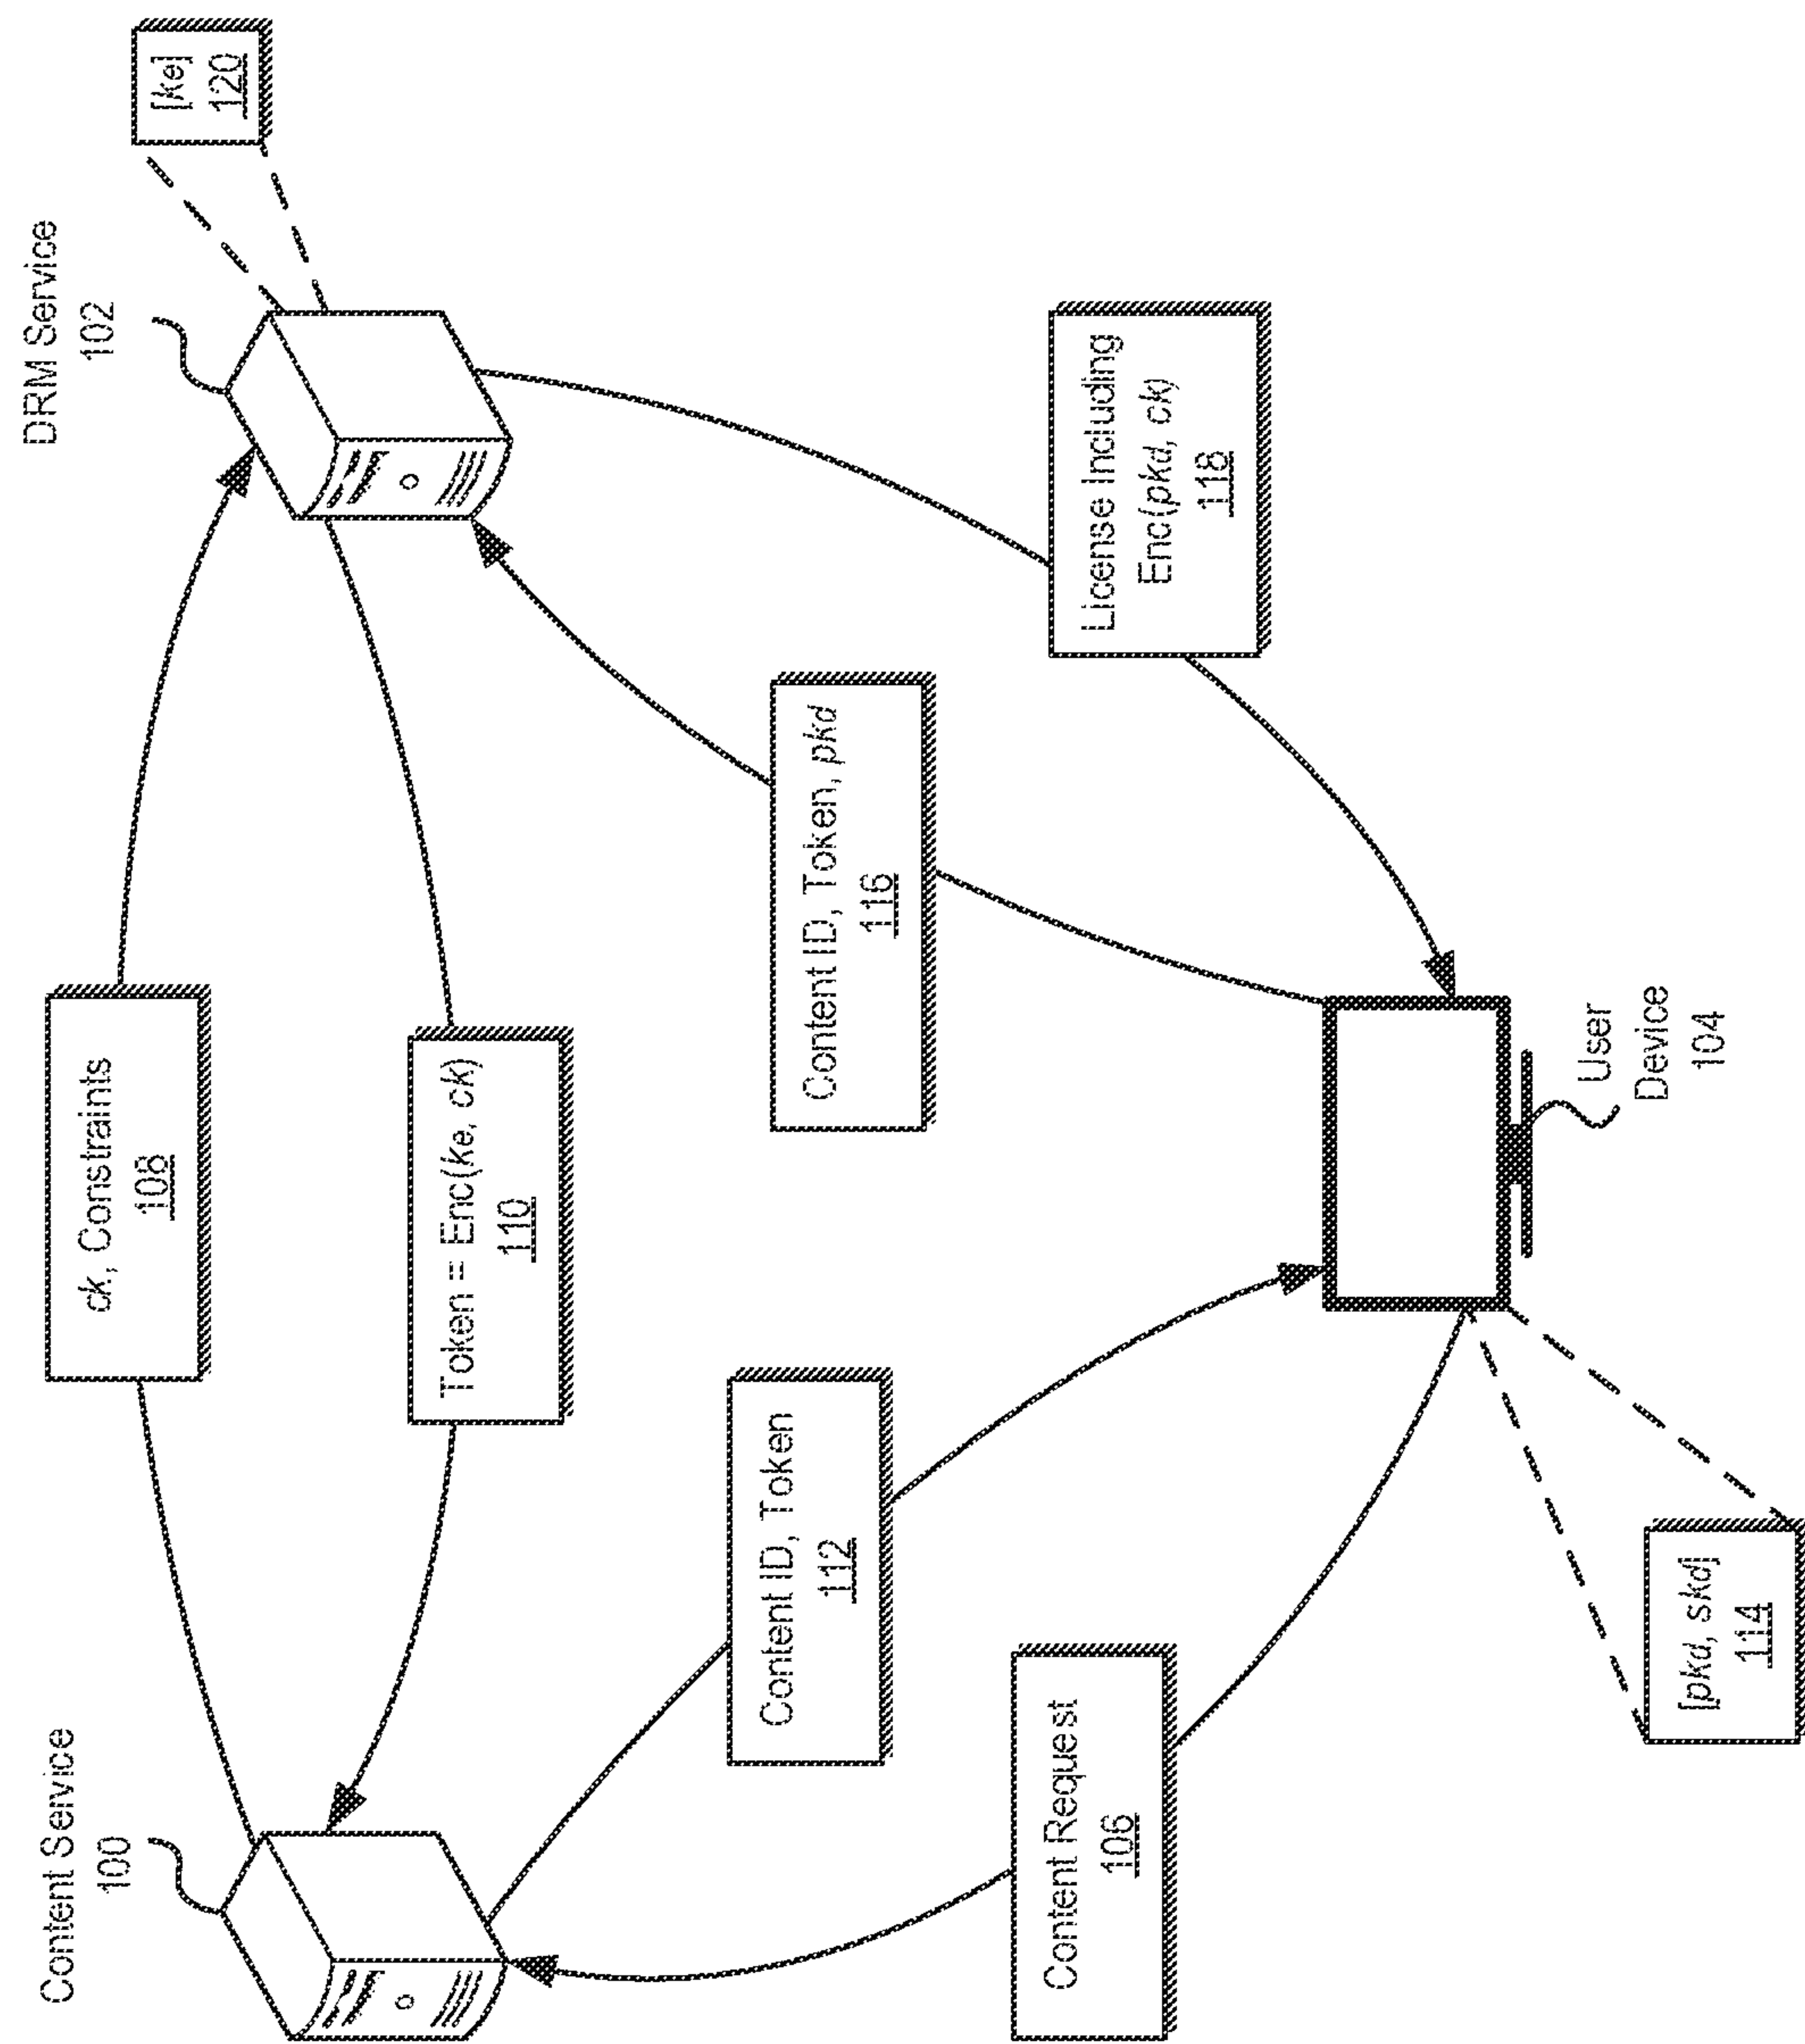 Content Service
100
DRM Service
102
[ke]
120
ck, Constraints
108
Token = Enc(ke, ck)
110
Content ID, Token
112
Content ID, Token, pkd
116
Content Request
106
License Including
Enc(pkd, ck)
118
User
Device
104
[pkd, skd]
114